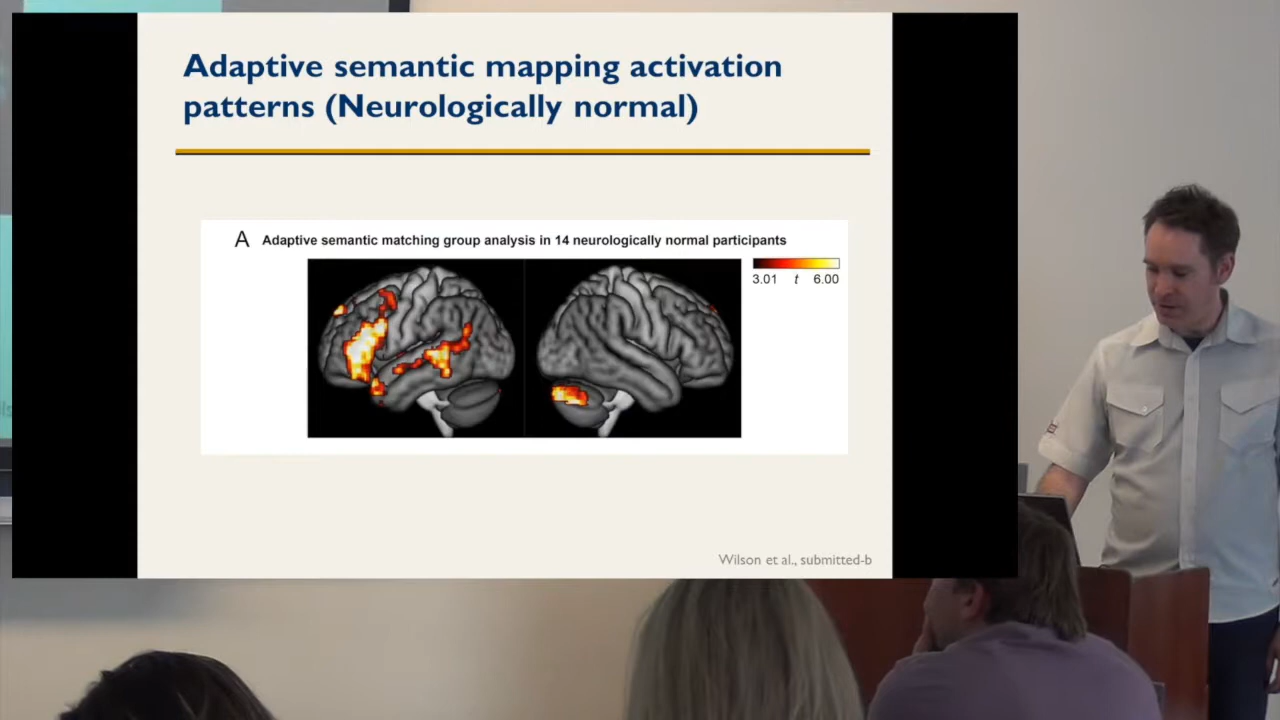 Adaptive semantic mapping activation
patterns (Neurologically normal)
A Adaptive semantic matching group analysis in 14 neurologically normal participants
3.01 t 6.00
Wilson et al., submitted-b